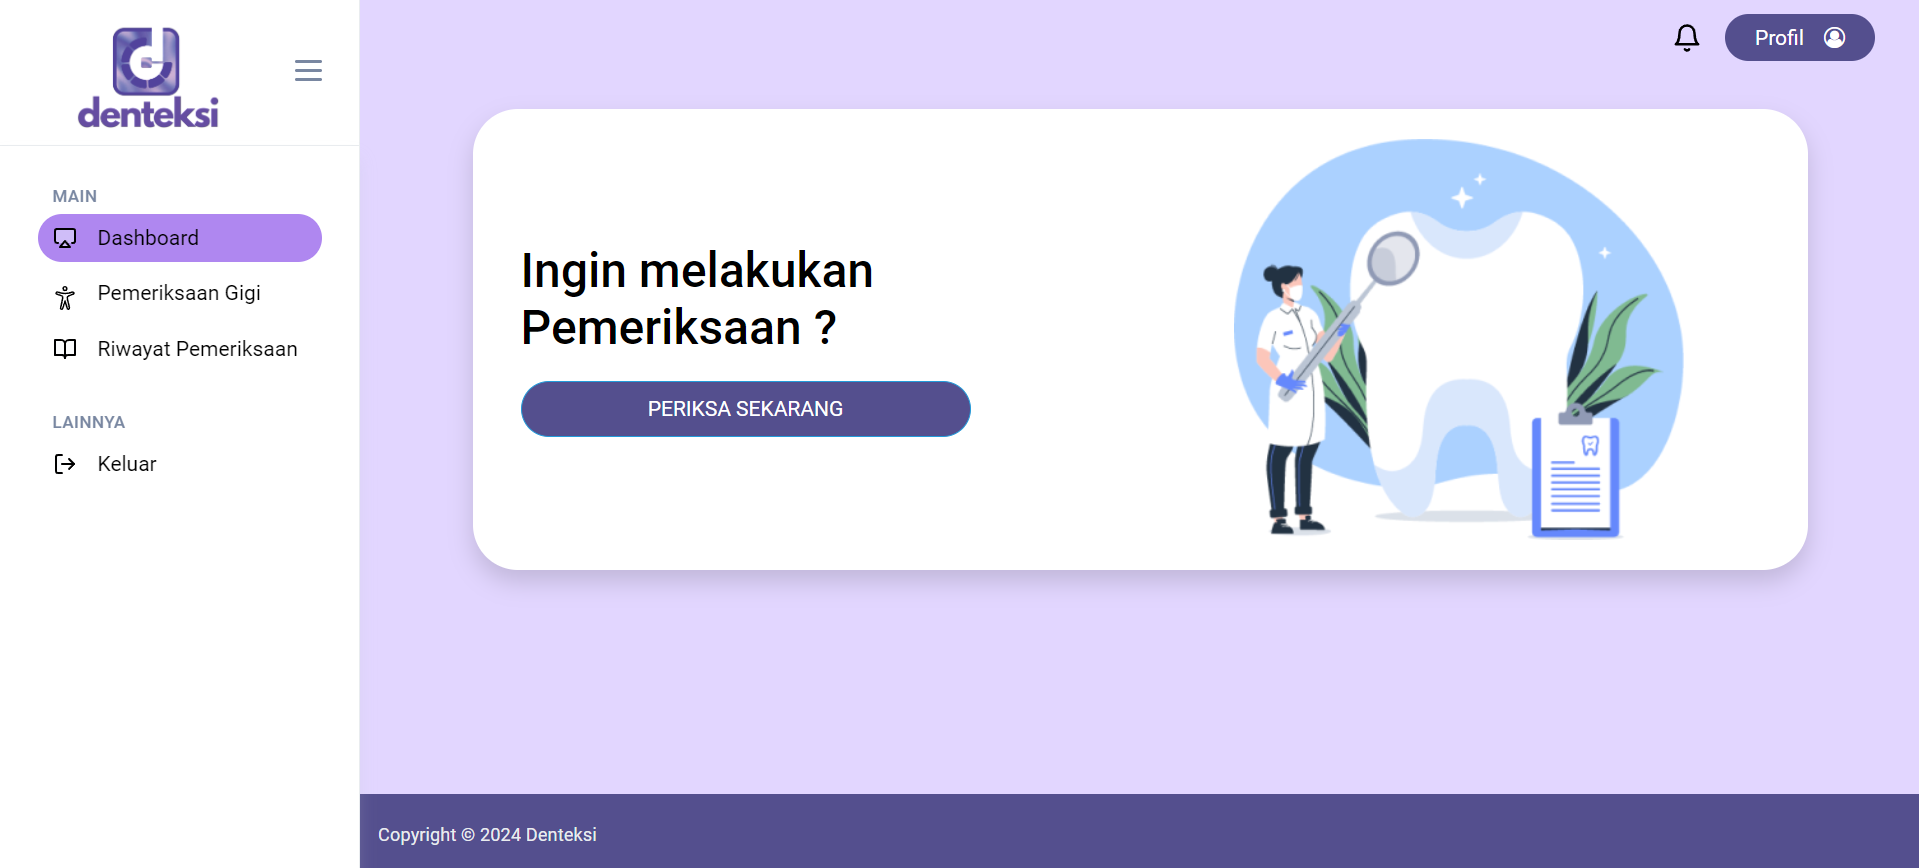 denteksi
MAIN
Dashboard
Pemeriksaan Gigi
Riwayat Pemeriksaan
LAINNYA
Keluar
Profil
Ingin melakukan
Pemeriksaan ?
PERIKSA SEKARANG
Copyright © 2024 Denteksi